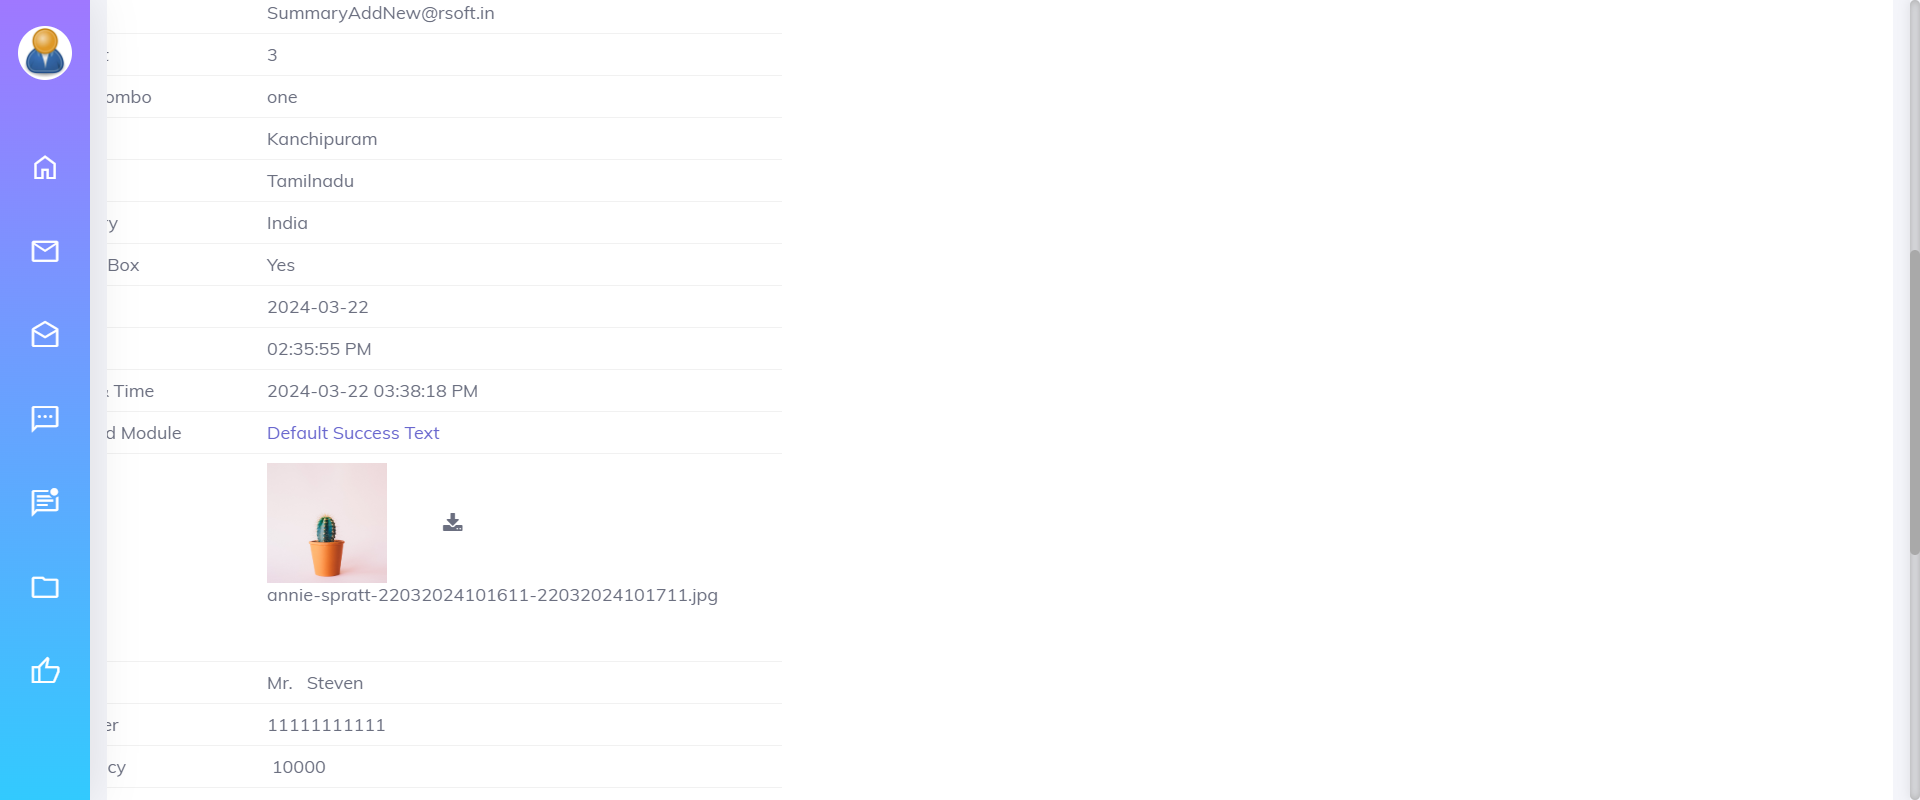 SummaryAddNew@rsoft.in
3
ombo one
Kanchipuram
Tamilnadu
y India
Box Yes
2024-03-22
02:35:55 PM
Time 2024-03-22 03:38:18 PM
d Module Default Success Text
annie-spratt-22032024101611-22032024101711.jpg
Mr. Steven
er 11111111111
cy 10000